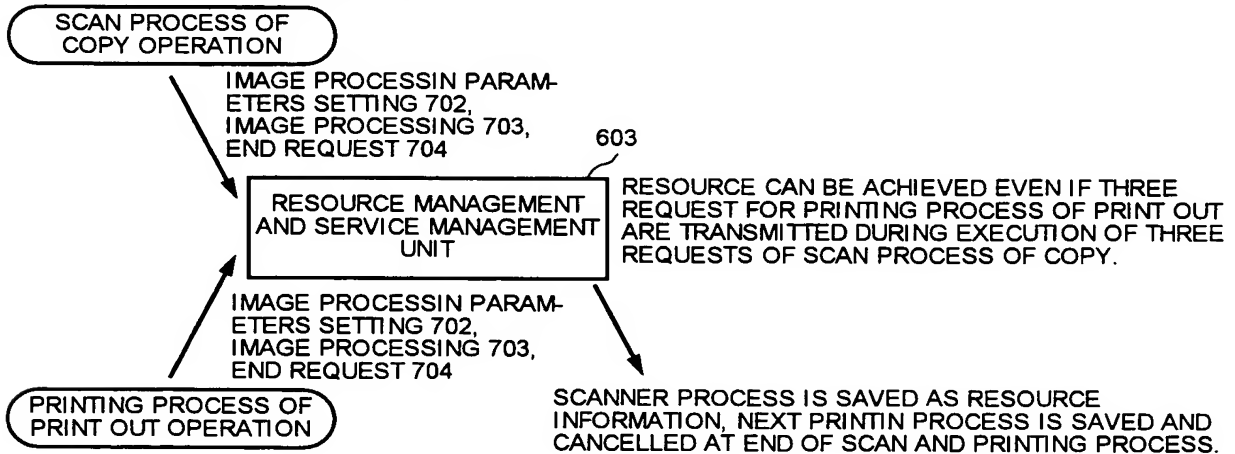 SCAN PROCESS OF
COPY OPERATION
IMAGE PROCESSIN PARAM-
ETERS SETTING 702,
IMAGE PROCESSING 703,
END REQUEST 704
603
RESOURCE MANAGEMENT
AND SERVICE MANAGEMENT
UNIT
RESOURCE CAN BE ACHIEVED EVEN IF THREE
REQUEST FOR PRINTING PROCESS OF PRINT OUT
ARE TRANSMITTED DURING EXECUTION OF THREE
REQUESTS OF SCAN PROCESS OF COPY.
IMAGE PROCESSIN PARAM-
ETERS SETTING 702,
IMAGE PROCESSING 703,
END REQUEST 704
PRINTING PROCESS OF
PRINT OUT OPERATION
SCANNER PROCESS IS SAVED AS RESOURCE
INFORMATION, NEXT PRINTIN PROCESS IS SAVED AND
CANCELLED AT END OF SCAN AND PRINTING PROCESS.